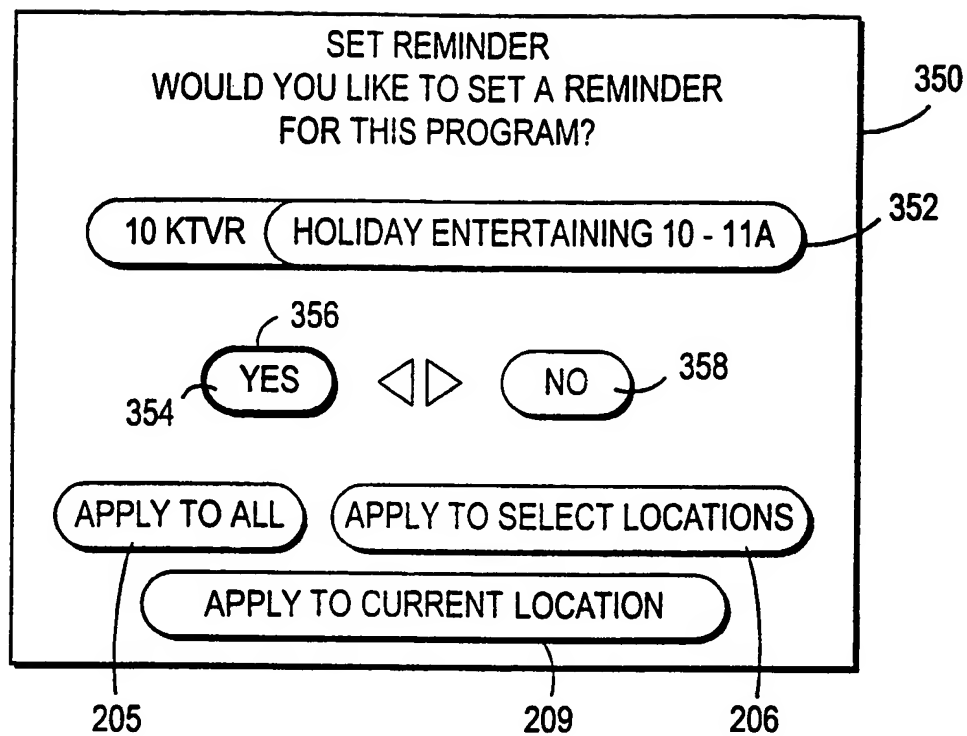 SET REMINDER
WOULD YOU LIKE TO SET A REMINDER
FOR THIS PROGRAM?
350
10 KTVR HOLIDAY ENTERTAINING 10 - 11A
352
356
YES NO
354
358
APPLY TO ALL APPLY TO SELECT LOCATIONS
APPLY TO CURRENT LOCATION
205 209 206